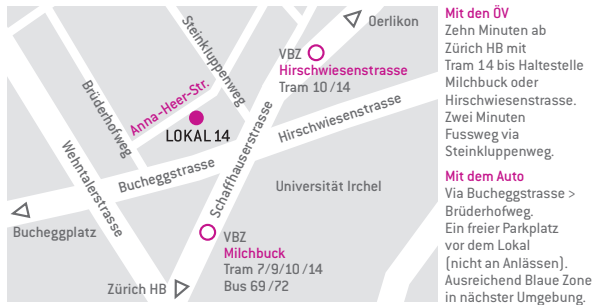 Oerlikon
Steinkluppenweg
VBZ
Hirschwiesenstrasse
Tram 10/14
Brüderhofweg
Anna-Heer-Str.
LOKAL 14
Hirschwiesenstrasse
Schaffhauserstrasse
Wehntalerstrasse
Bucheggstrasse
Universität Irchel
Bucheggplatz
VBZ
Milchbuck
Tram 7/9/10/14
Bus 69/72
Zürich HB
Mit den ÖV
Zehn Minuten ab
Zürich HB mit
Tram 14 bis Haltestelle
Milchbuck oder
Hirschwiesenstrasse.
Zwei Minuten
Fussweg via
Steinkluppenweg.
Mit dem Auto
Via Bucheggstrasse >
Brüderhofweg.
Ein freier Parkplatz
vor dem Lokal
(nicht an Anlässen).
Ausreichend Blaue Zone
in nächster Umgebung.